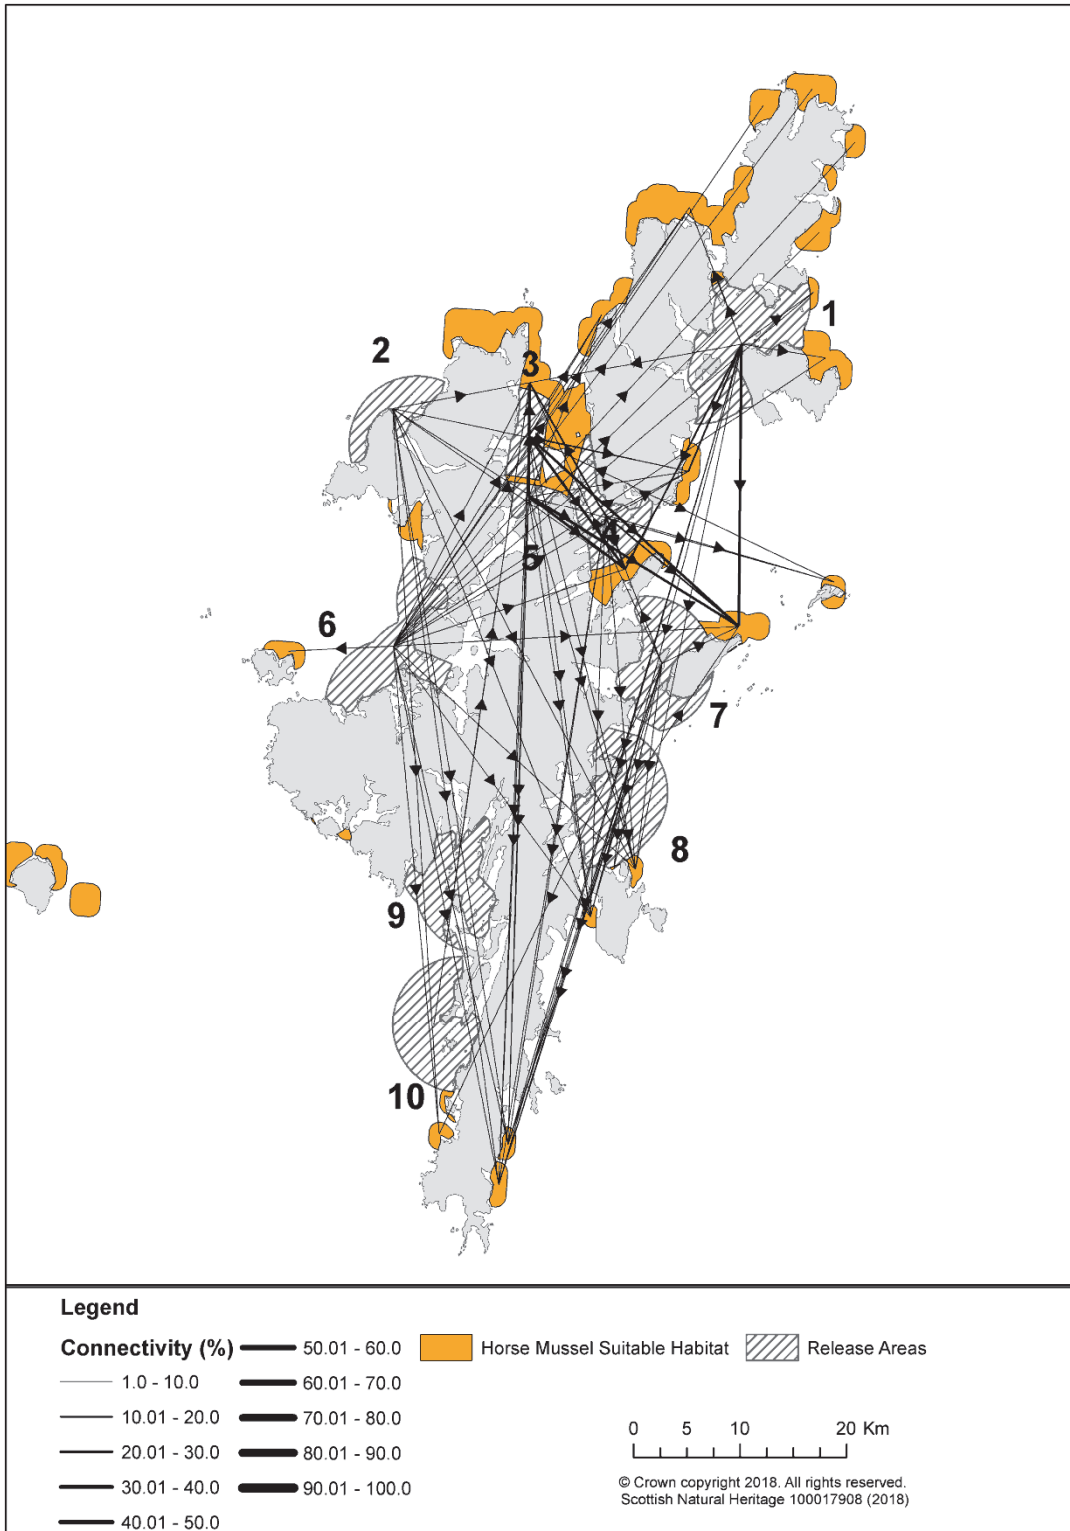 1
2
3
4
5
6
7
8
9
10
Legend
Connectivity (%)
1.0 - 10.0
10.01 - 20.0
20.01 - 30.0
30.01 - 40.0
40.01 - 50.0
50.01 - 60.0
60.01 - 70.0
70.01 - 80.0
80.01 - 90.0
90.01 - 100.0
Horse Mussel Suitable Habitat
Release Areas
0 5 10 20 Km
© Crown copyright 2018. All rights reserved.
Scottish Natural Heritage 100017908 (2018)